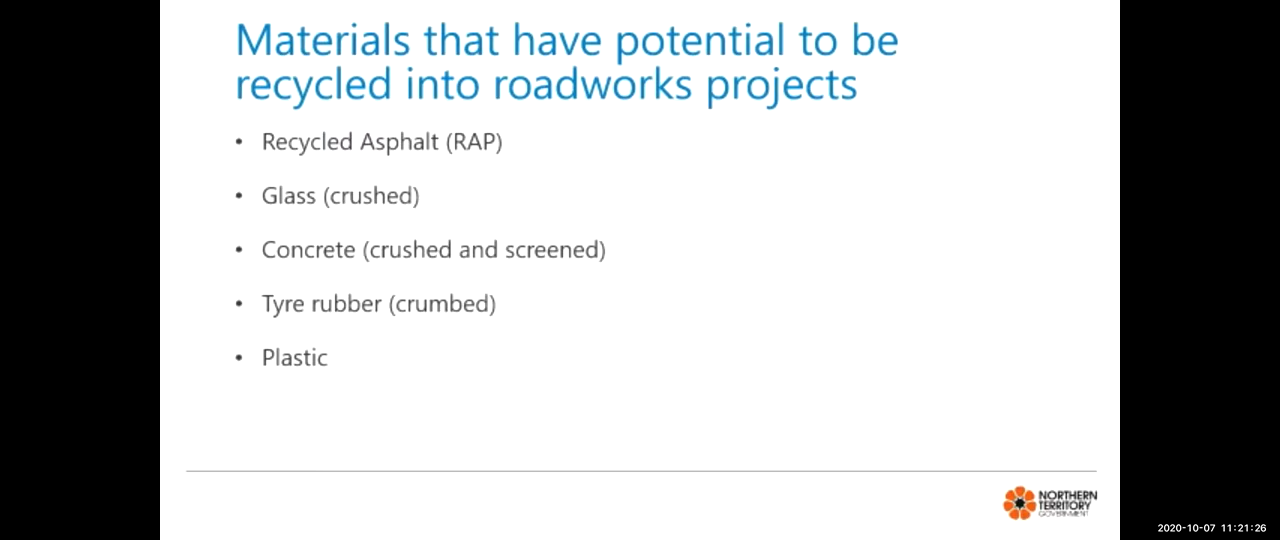 Materials that have potential to be
recycled into roadworks projects
• Recycled Asphalt (RAP)
• Glass (crushed)
• Concrete (crushed and screened)
• Tyre rubber (crumbed)
• Plastic
NORTHERN
TERRITORY
GOVERNMENT
2020-10-07 11:21:26